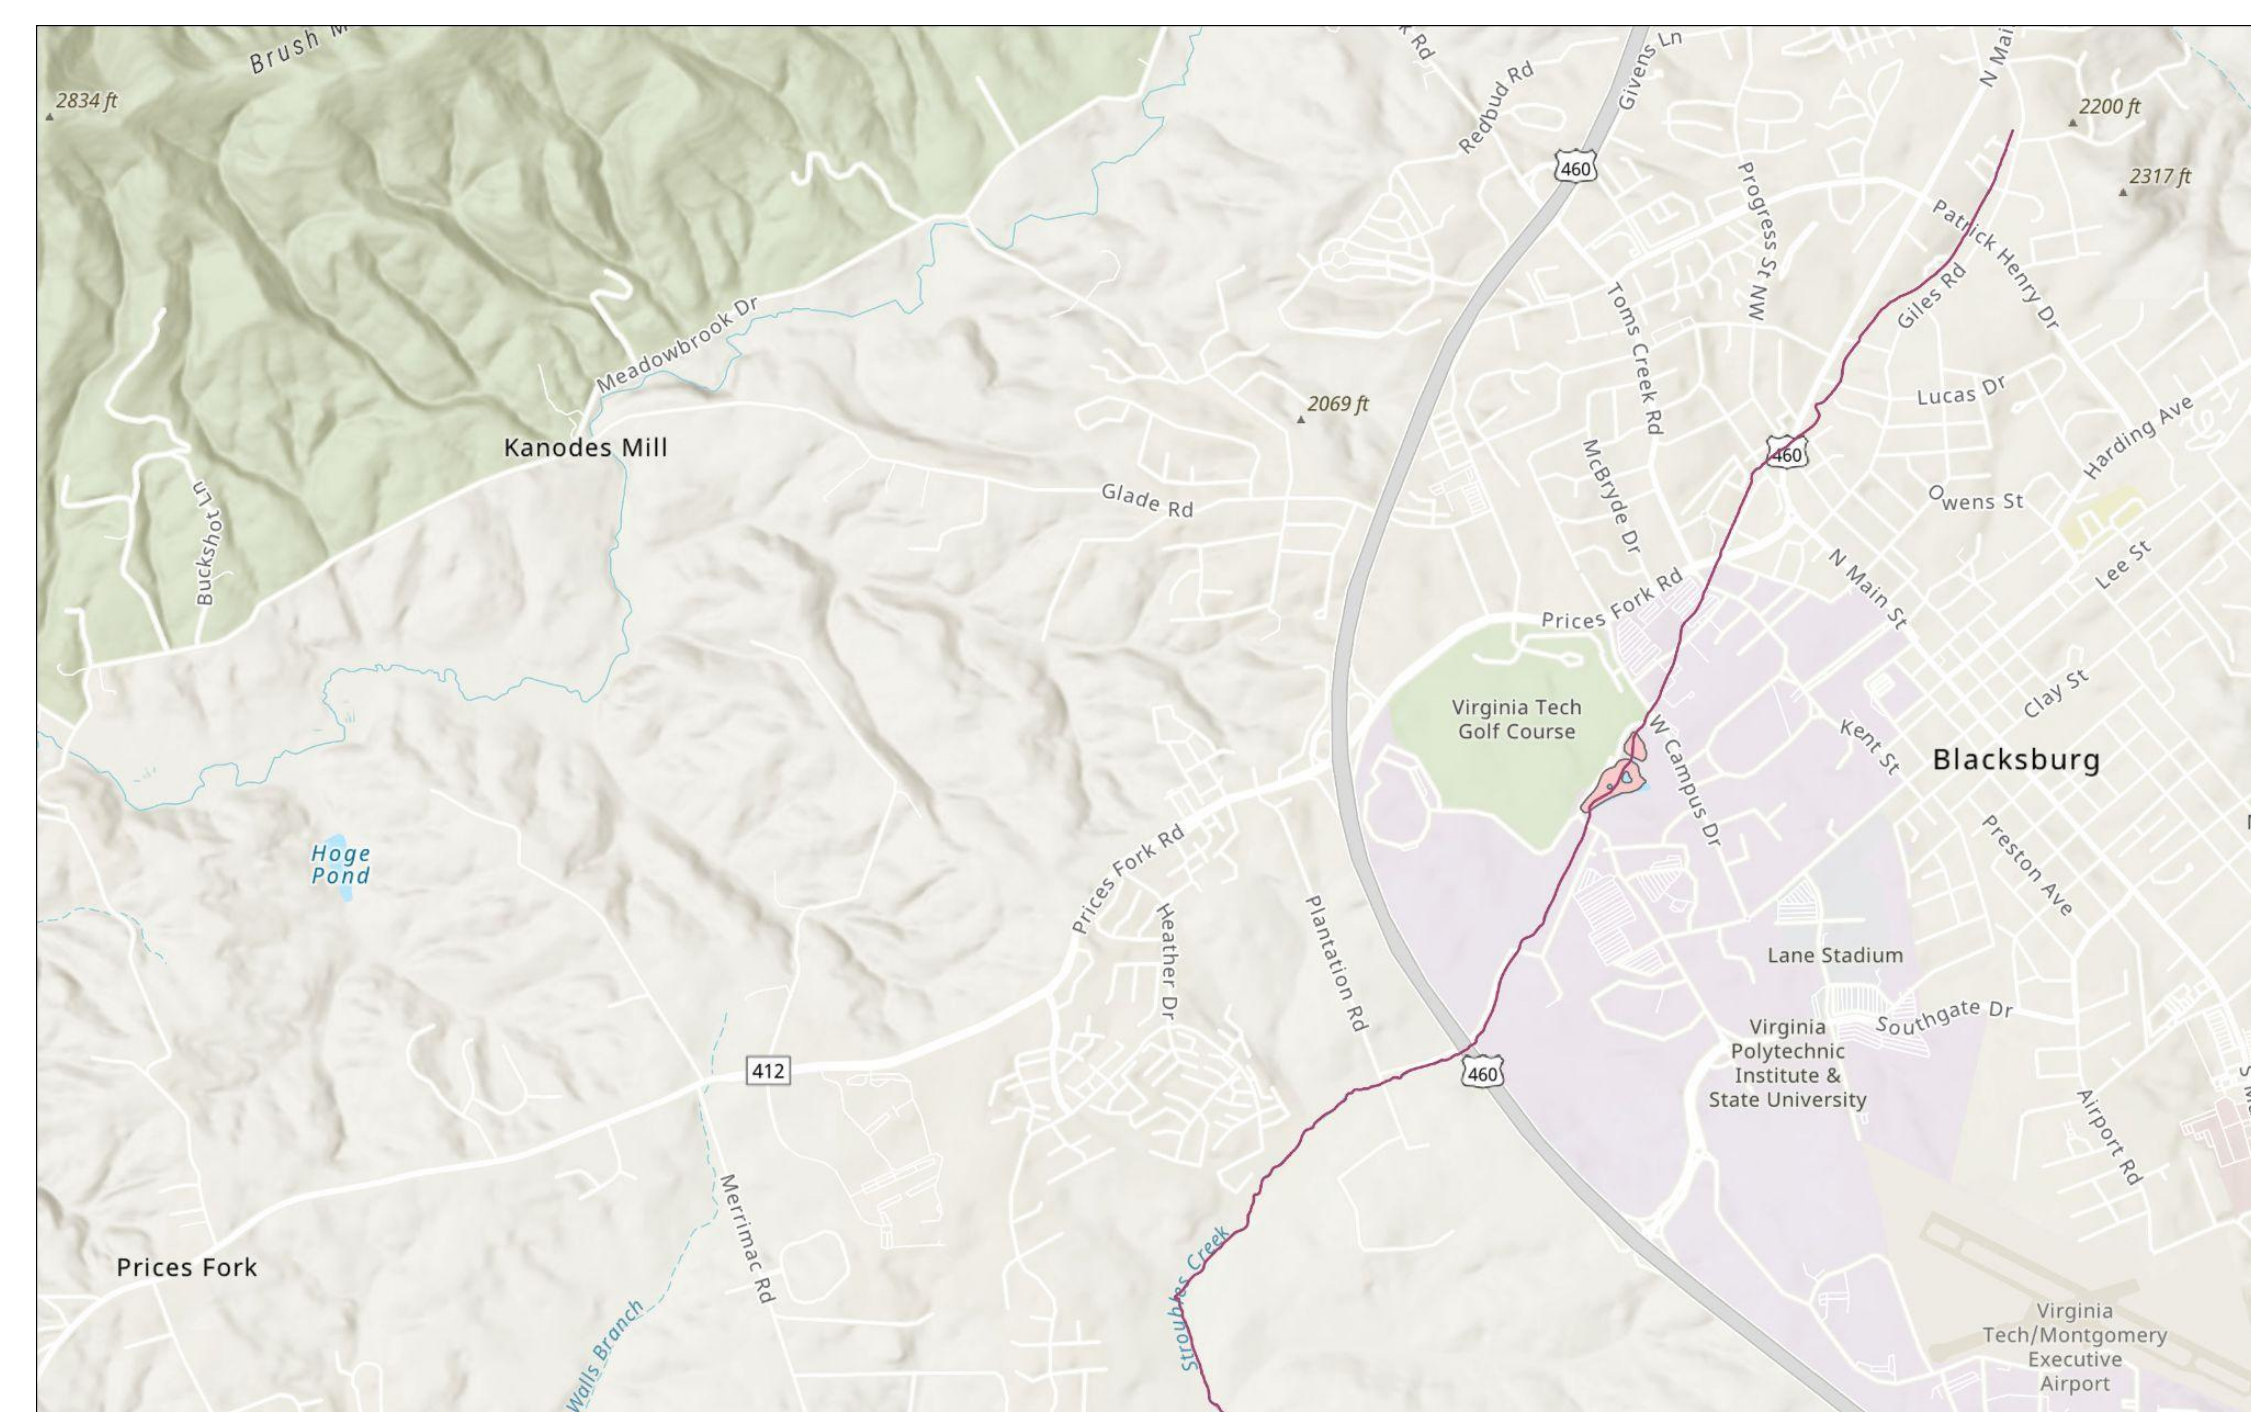 Brush M
k Rd
Givens Ln
N Mai
2834 ft
Redbud Rd
2200 ft
460
2317 ft
Progress St NW
Patrick Henry Dr
Giles Rd
Toms Creek Rd
Meadowbrook Dr
2069 ft
Lucas Dr
Harding Ave
Kanodes Mill
460
McBryde Dr
Glade Rd
Owens St
Buckshot Ln
Lee St
N Main St
Prices Fork Rd
Clay St
Virginia Tech
Golf Course
W Campus Dr
Kent St
Blacksburg
Hoge
Pond
Prices Fork Rd
Preston Ave
Heather Dr
Plantation Rd
Lane Stadium
Southgate Dr
Virginia
Polytechnic
Institute &
State University
412
460
Airport Rd
Merrimac Rd
Stroubles Creek
Prices Fork
Walls Branch
Virginia
Tech/Montgomery
Executive
Airport